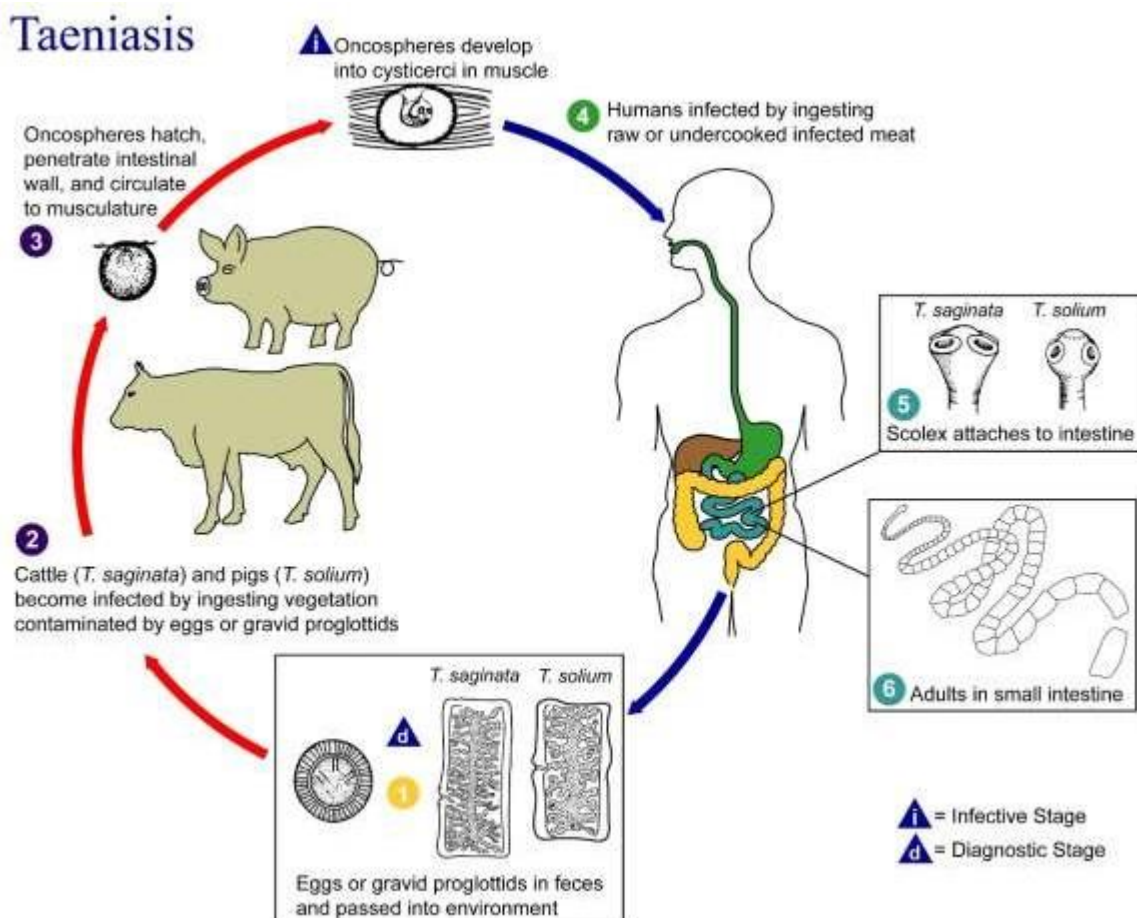 Taeniasis
i
Oncospheres develop
into cysticerci in muscle
4
Humans infected by ingesting
raw or undercooked infected meat
Oncospheres hatch,
penetrate intestinal
wall, and circulate
to musculature
3
T. saginata T. solium
5
Scolex attaches to intestine
2
Cattle (T. saginata) and pigs (T. solium)
become infected by ingesting vegetation
contaminated by eggs or gravid proglottids
6 Adults in small intestine
T. saginata T. solium
d
1
Eggs or gravid proglottids in feces
and passed into environment
i = Infective Stage
d = Diagnostic Stage